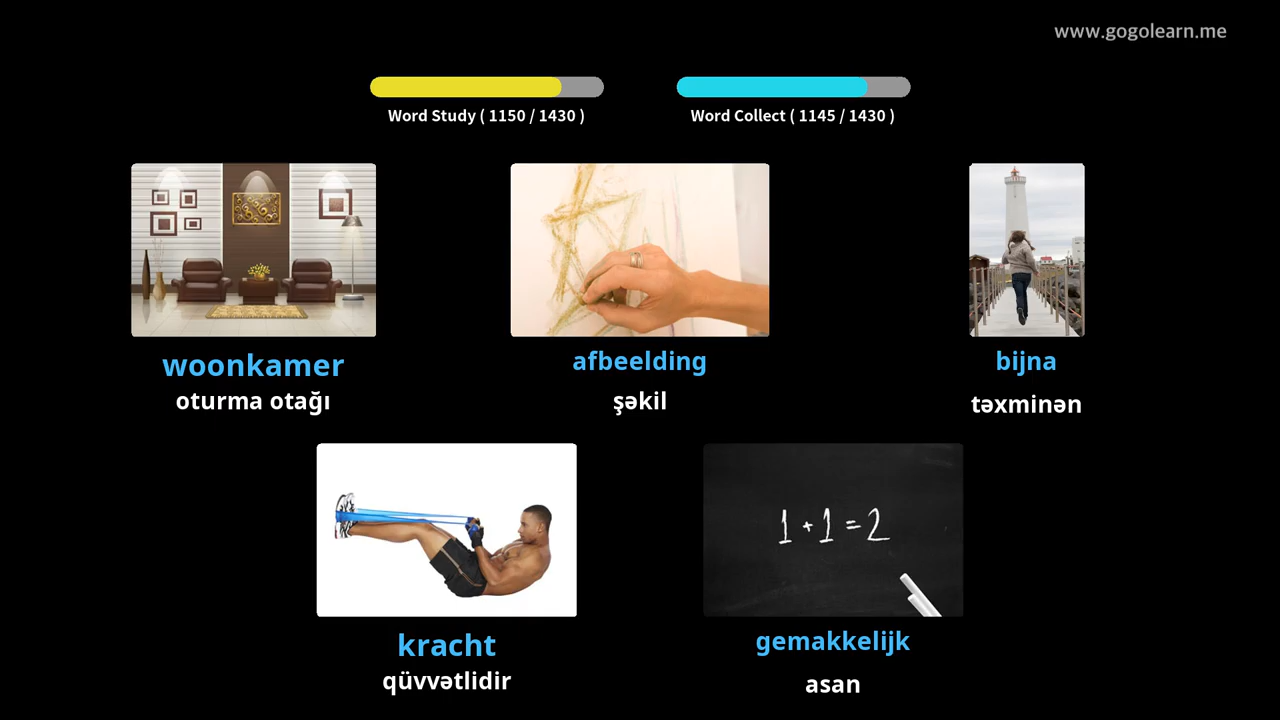 www.gogolearn.me
Word Study ( 1150 / 1430 )
Word Collect ( 1145 / 1430 )
woonkamer
oturma otağı
afbeelding
şəkil
bijna
təxminən
kracht
qüvvətlidir
1 + 1 = 2
gemakkelijk
asan